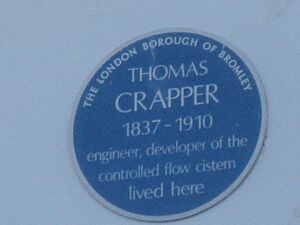 THE LONDON BOROUGH OF BROMLEY
THOMAS
CRAPPER
1837-1910
engineer, developer of the
controlled flow cistern
lived here